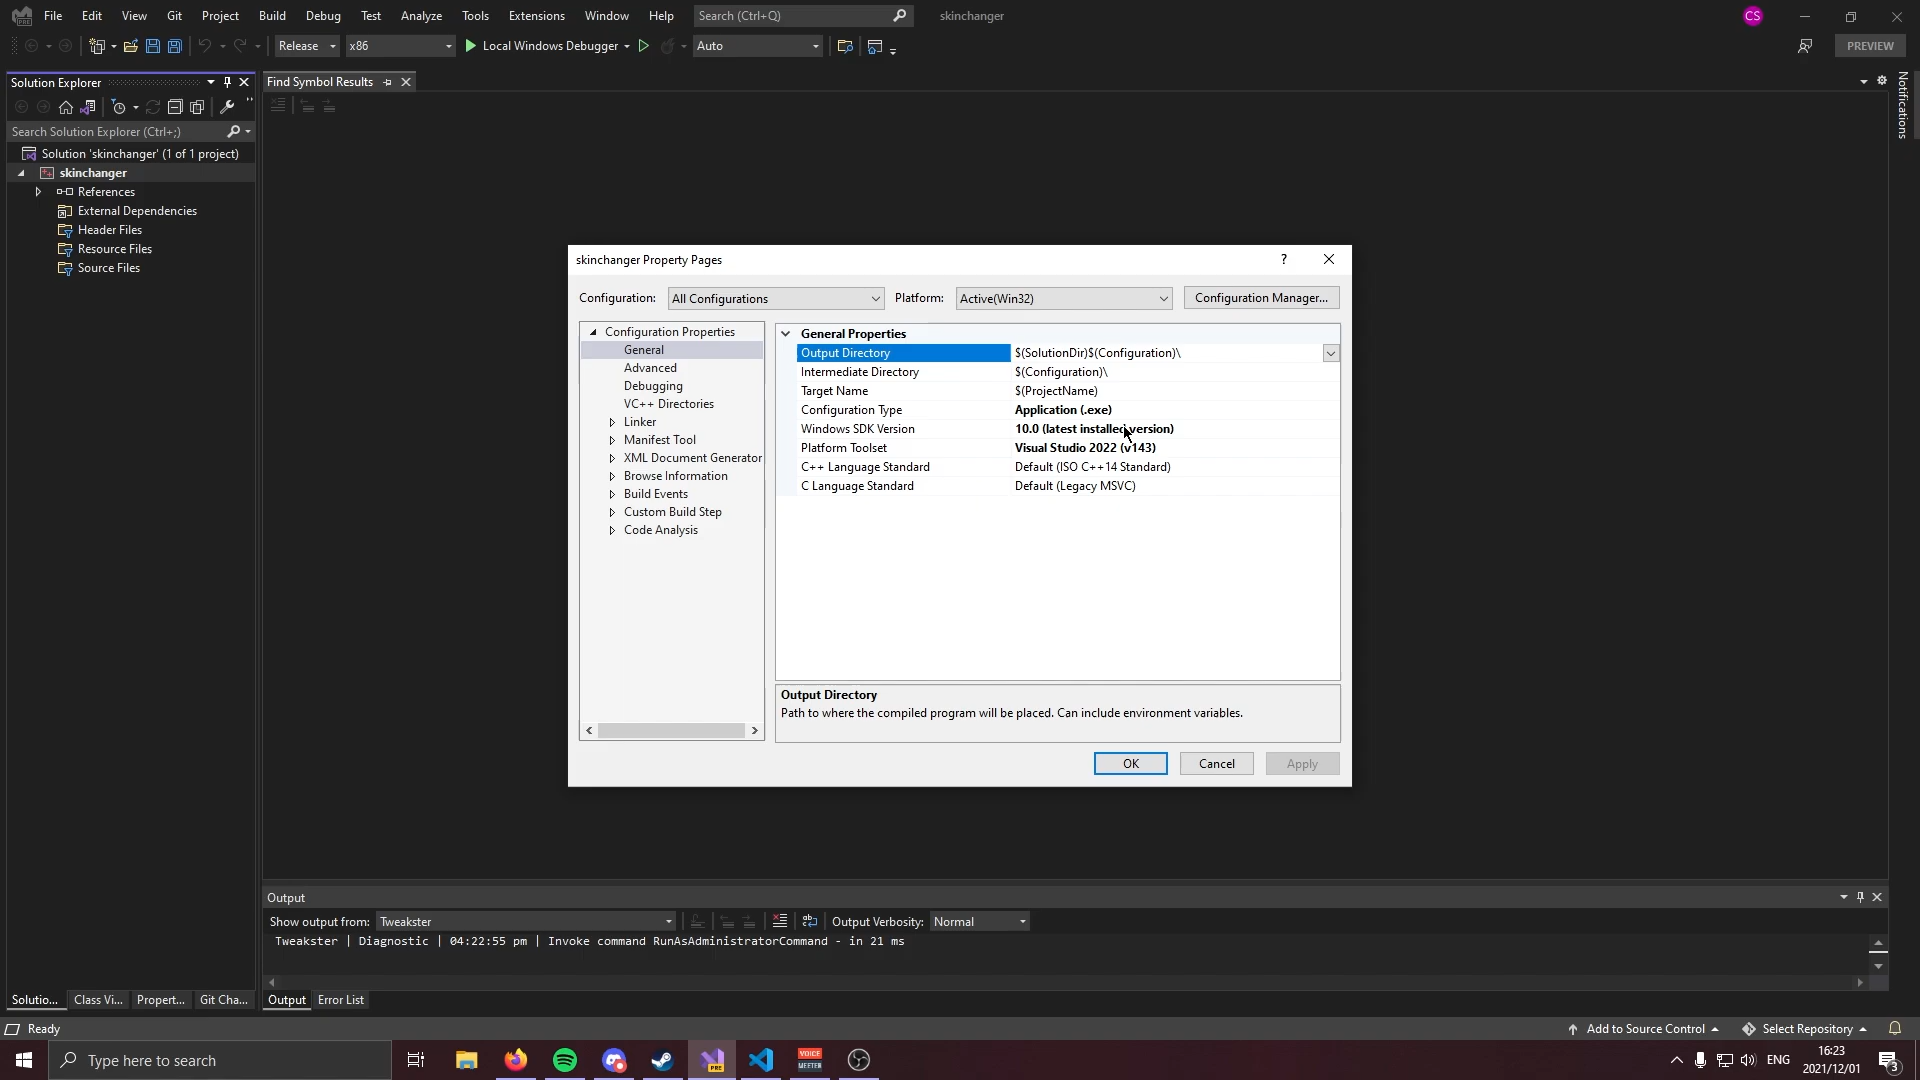 File Edit View Git Project Build Debug Test Analyze Tools Extensions Window Help Search (Ctrl+Q) skinchanger CS
Release x86 Local Windows Debugger Auto PREVIEW
Solution Explorer
Find Symbol Results
Notifications
Search Solution Explorer (Ctrl+;)
Solution 'skinchanger' (1 of 1 project)
skinchanger
References
External Dependencies
Header Files
Resource Files
Source Files
skinchanger Property Pages ?
Configuration: All Configurations Platform: Active(Win32) Configuration Manager...
Configuration Properties
General
Advanced
Debugging
VC++ Directories
Linker
Manifest Tool
XML Document Generator
Browse Information
Build Events
Custom Build Step
Code Analysis
General Properties
Output Directory $(SolutionDir)$(Configuration)\
Intermediate Directory $(Configuration)\
Target Name $(ProjectName)
Configuration Type Application (.exe)
Windows SDK Version 10.0 (latest installed version)
Platform Toolset Visual Studio 2022 (v143)
C++ Language Standard Default (ISO C++14 Standard)
C Language Standard Default (Legacy MSVC)
Output Directory
Path to where the compiled program will be placed. Can include environment variables.
OK Cancel Apply
Output
Show output from: Tweakster Output Verbosity: Normal
Tweakster | Diagnostic | 04:22:55 pm | Invoke command RunAsAdministratorCommand - in 21 ms
Solutio... Class Vi... Propert... Git Cha... Output Error List
Ready Add to Source Control Select Repository
Type here to search PRE VOICE MEETER ENG 16:23 2021/12/01 3